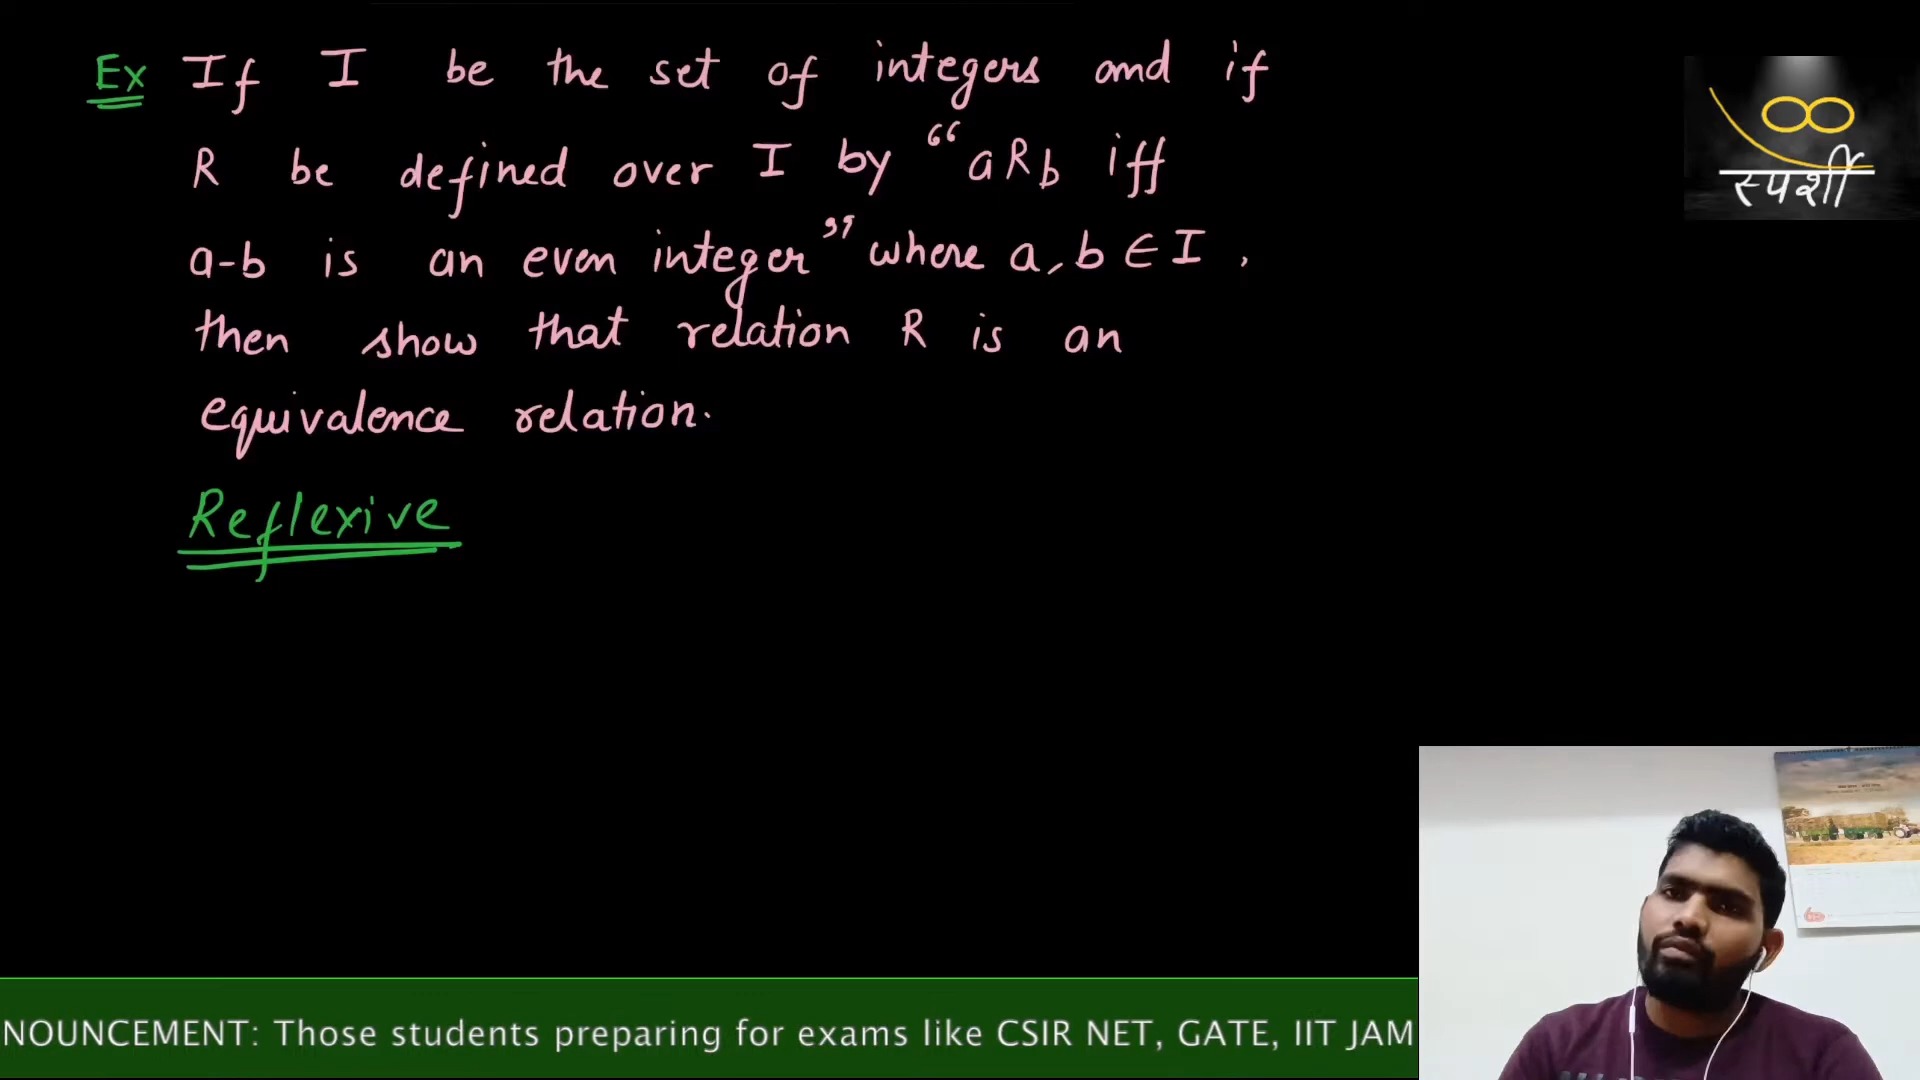 Ex If I be the set of integers and if
R be defined over I by “aRb iff
a-b is an even integer” where a, b ∈ I ,
then show that relation R is an
equivalence relation.
Reflexive
स्पर्शी
NOUNCEMENT: Those students preparing for exams like CSIR NET, GATE, IIT JAM